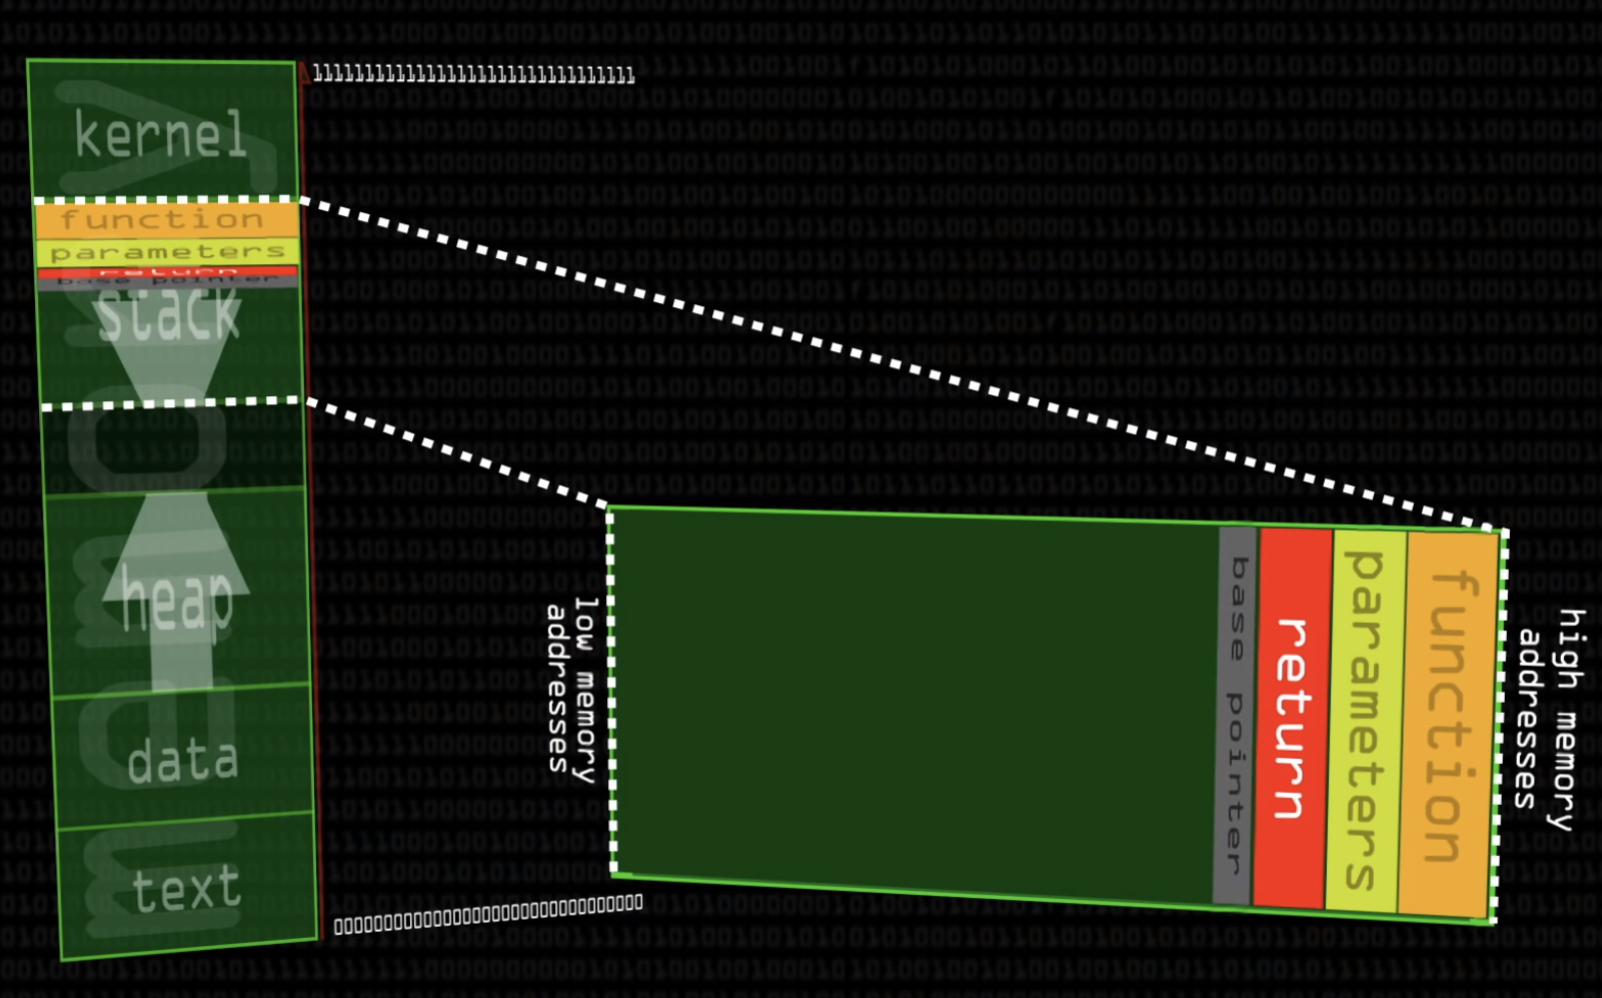 11111111111111111111111111111111
memory
kernel
function
parameters
return
base pointer
stack
heap
data
text
00000000000000000000000000000000
low memory
addresses
base pointer
return
parameters
function
high memory
addresses